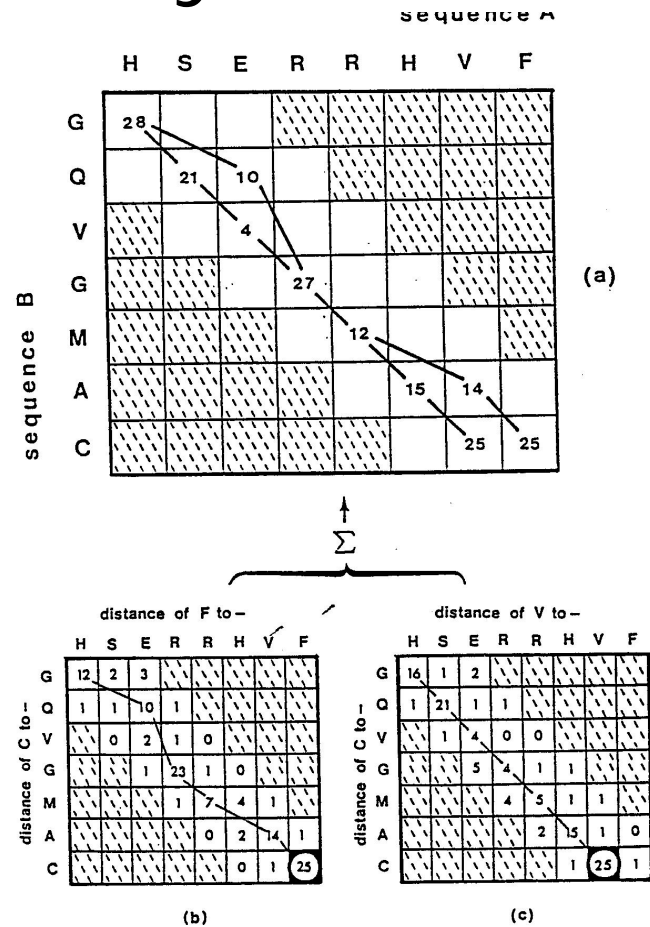 sequence A
H S E R R H V F
G 28
Q 21 10
V 4
G 27
M 12
A 15 14
C 25 25
sequence B
(a)
↑
Σ
distance of F to–
H S E R R H V F
G 12 2 3
Q 1 1 10 1
V 0 2 1 0
G 1 23 1 0
M 1 7 4 1
A 0 2 14 1
C 0 1 25
distance of C to–
(b)
distance of V to–
H S E R R H V F
G 16 1 2
Q 1 21 1 1
V 1 4 0 0
G 5 4 1 1
M 4 5 1 1
A 2 15 1 0
C 1 25 1
distance of C to–
(c)